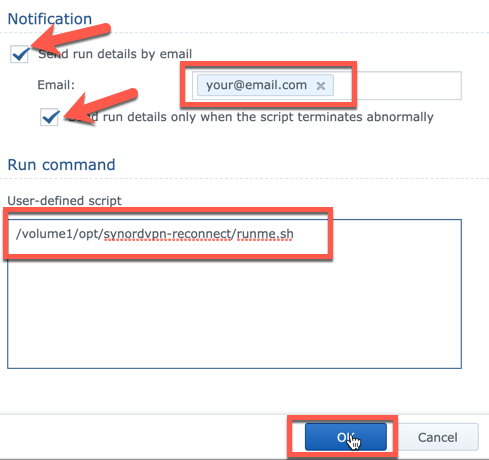 Notification
Send run details by email
Email:
your@email.com
Send run details only when the script terminates abnormally
Run command
User-defined script
/volume1/opt/synordvpn-reconnect/runme.sh
OK
Cancel